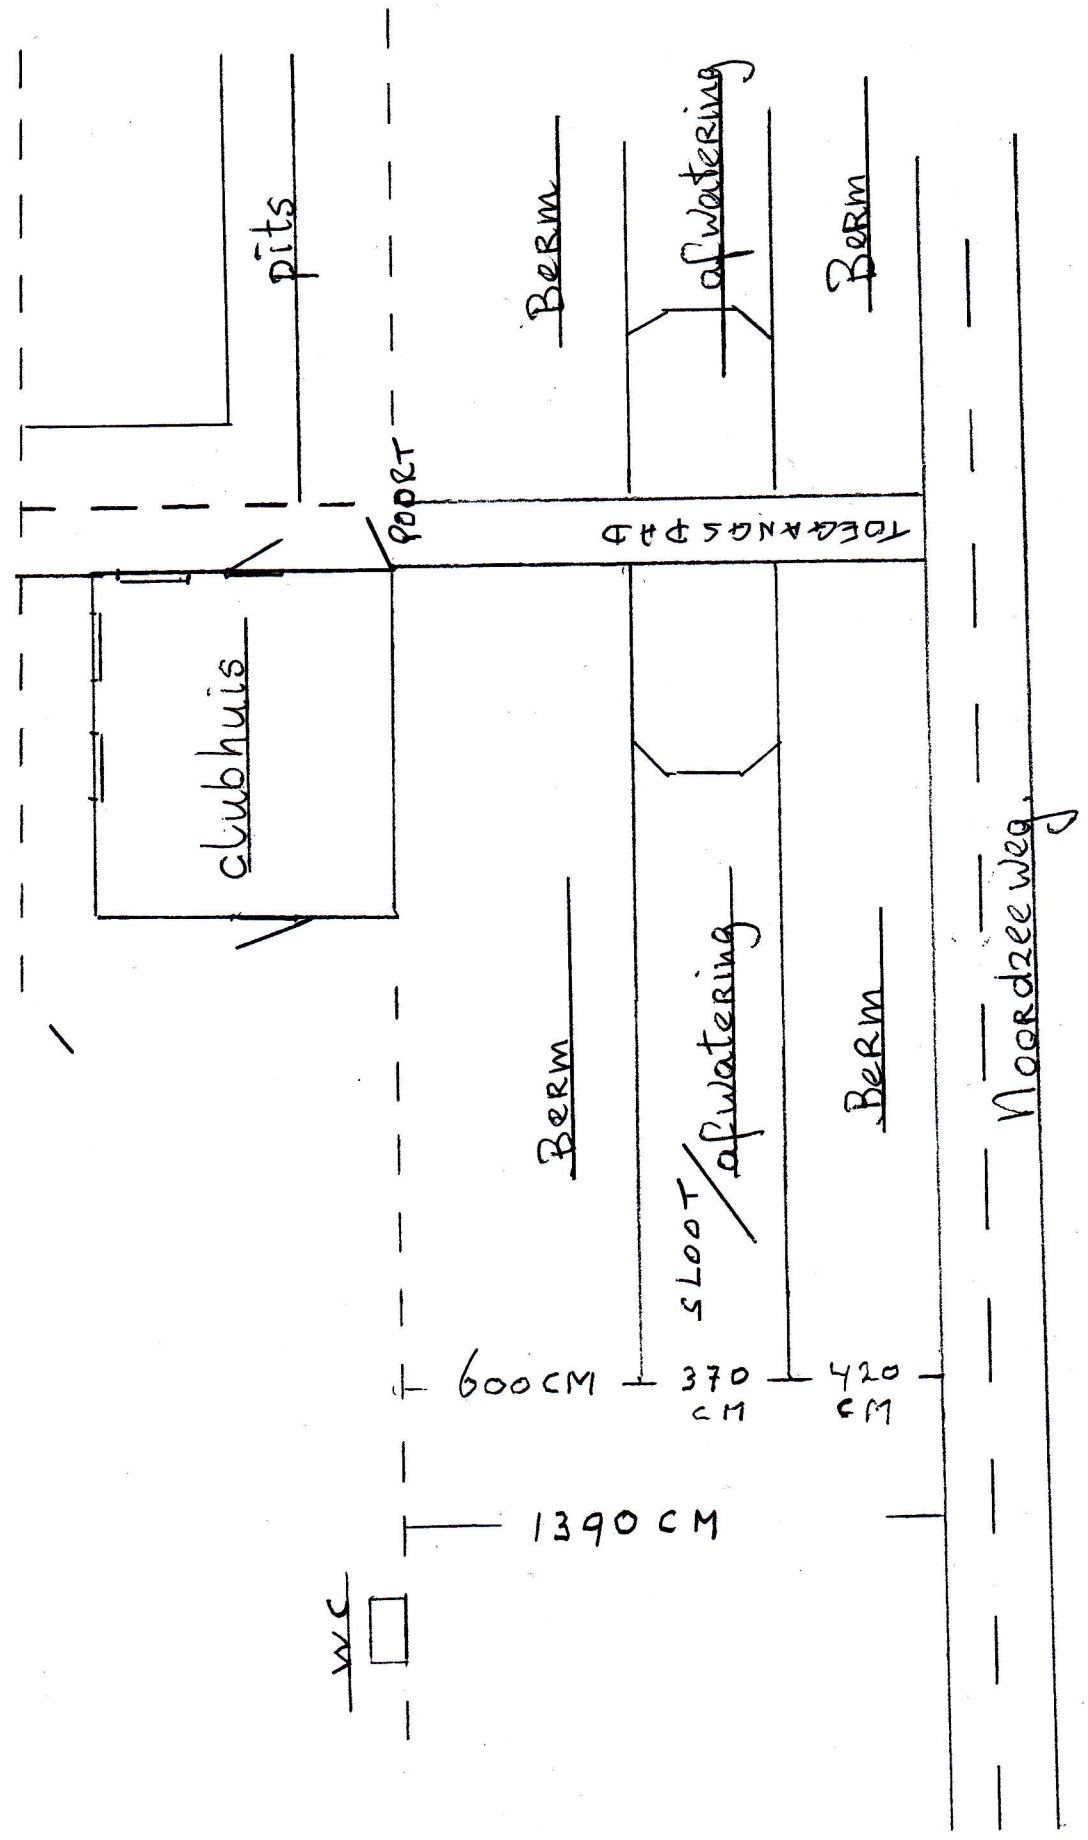 pits
clubhuis
POORT
TOEGANGSPAD
BeRM
afwateRing
BeRM
BeRM
SLOOT /
afwateRing
BeRM
NooRdzeeweg.
600 CM
370
CM
420
CM
1390 CM
WC